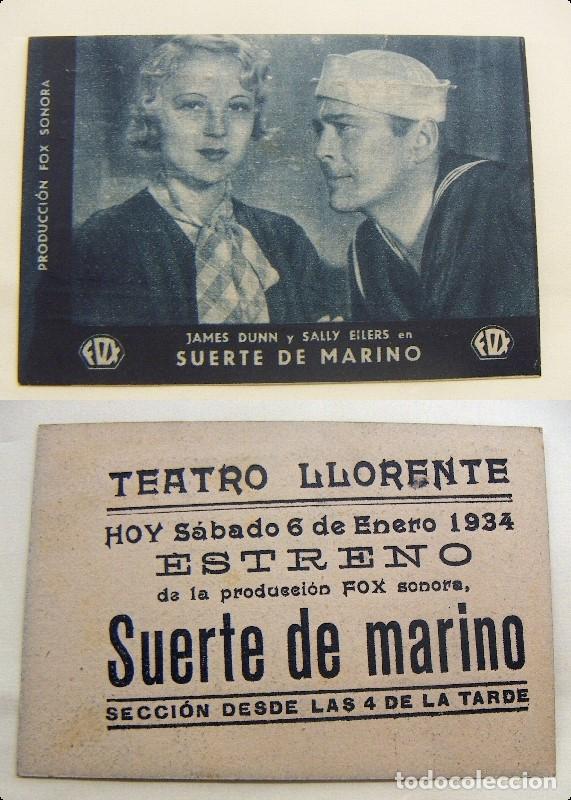 PRODUCCIÓN FOX SONORA
JAMES DUNN y SALLY EILERS en
FOX SUERTE DE MARINO FOX
TEATRO LLORENTE
HOY Sábado 6 de Enero 1934
ESTRENO
de la producción FOX sonora,
Suerte de marino
SECCIÓN DESDE LAS 4 DE LA TARDE
todocoleccion